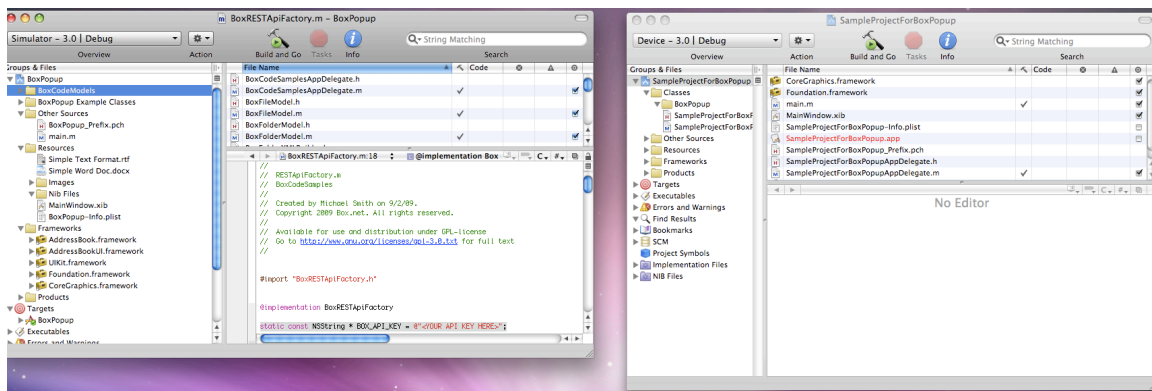 BoxRESTApiFactory.m – BoxPopup
Simulator – 3.0 | Debug
String Matching
Overview
Action
Build and Go
Tasks
Info
Search
Groups & Files
BoxPopup
BoxCodeModels
BoxPopup Example Classes
Other Sources
BoxPopup_Prefix.pch
main.m
Resources
Simple Text Format.rtf
Simple Word Doc.docx
Images
Nib Files
MainWindow.xib
BoxPopup-Info.plist
Frameworks
AddressBook.framework
AddressBookUI.framework
UIKit.framework
Foundation.framework
CoreGraphics.framework
Products
Targets
BoxPopup
Executables
Errors and Warnings
File Name
Code
BoxCodeSamplesAppDelegate.h
BoxCodeSamplesAppDelegate.m
BoxFileModel.h
BoxFileModel.m
BoxFolderModel.h
BoxFolderModel.m
BoxRESTApiFactory.m:18
@implementation Box
C
#
//
// RESTApiFactory.m
// BoxCodeSamples
//
// Created by Michael Smith on 9/2/09.
// Copyright 2009 Box.net. All rights reserved.
//
// Available for use and distribution under GPL-license
// Go to http://www.gnu.org/licenses/gpl-3.0.txt for full text
//
#import "BoxRESTApiFactory.h"
@implementation BoxRESTApiFactory
static const NSString * BOX_API_KEY = @"<YOUR API KEY HERE>";
SampleProjectForBoxPopup
Device – 3.0 | Debug
String Matching
Overview
Action
Build and Go
Tasks
Info
Search
Groups & Files
SampleProjectForBoxPopup
Classes
BoxPopup
SampleProjectForBoxF
SampleProjectForBoxF
Other Sources
Resources
Frameworks
Products
Targets
Executables
Errors and Warnings
Find Results
Bookmarks
SCM
Project Symbols
Implementation Files
NIB Files
File Name
Code
CoreGraphics.framework
Foundation.framework
main.m
MainWindow.xib
SampleProjectForBoxPopup-Info.plist
SampleProjectForBoxPopup.app
SampleProjectForBoxPopup_Prefix.pch
SampleProjectForBoxPopupAppDelegate.h
SampleProjectForBoxPopupAppDelegate.m
C
#
No Editor